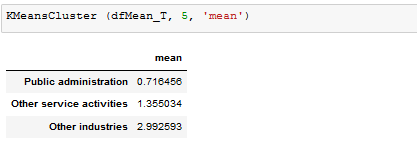 KMeansCluster (dfMean_T, 5, 'mean')
mean
Public administration 0.716456
Other service activities 1.355034
Other industries 2.992593